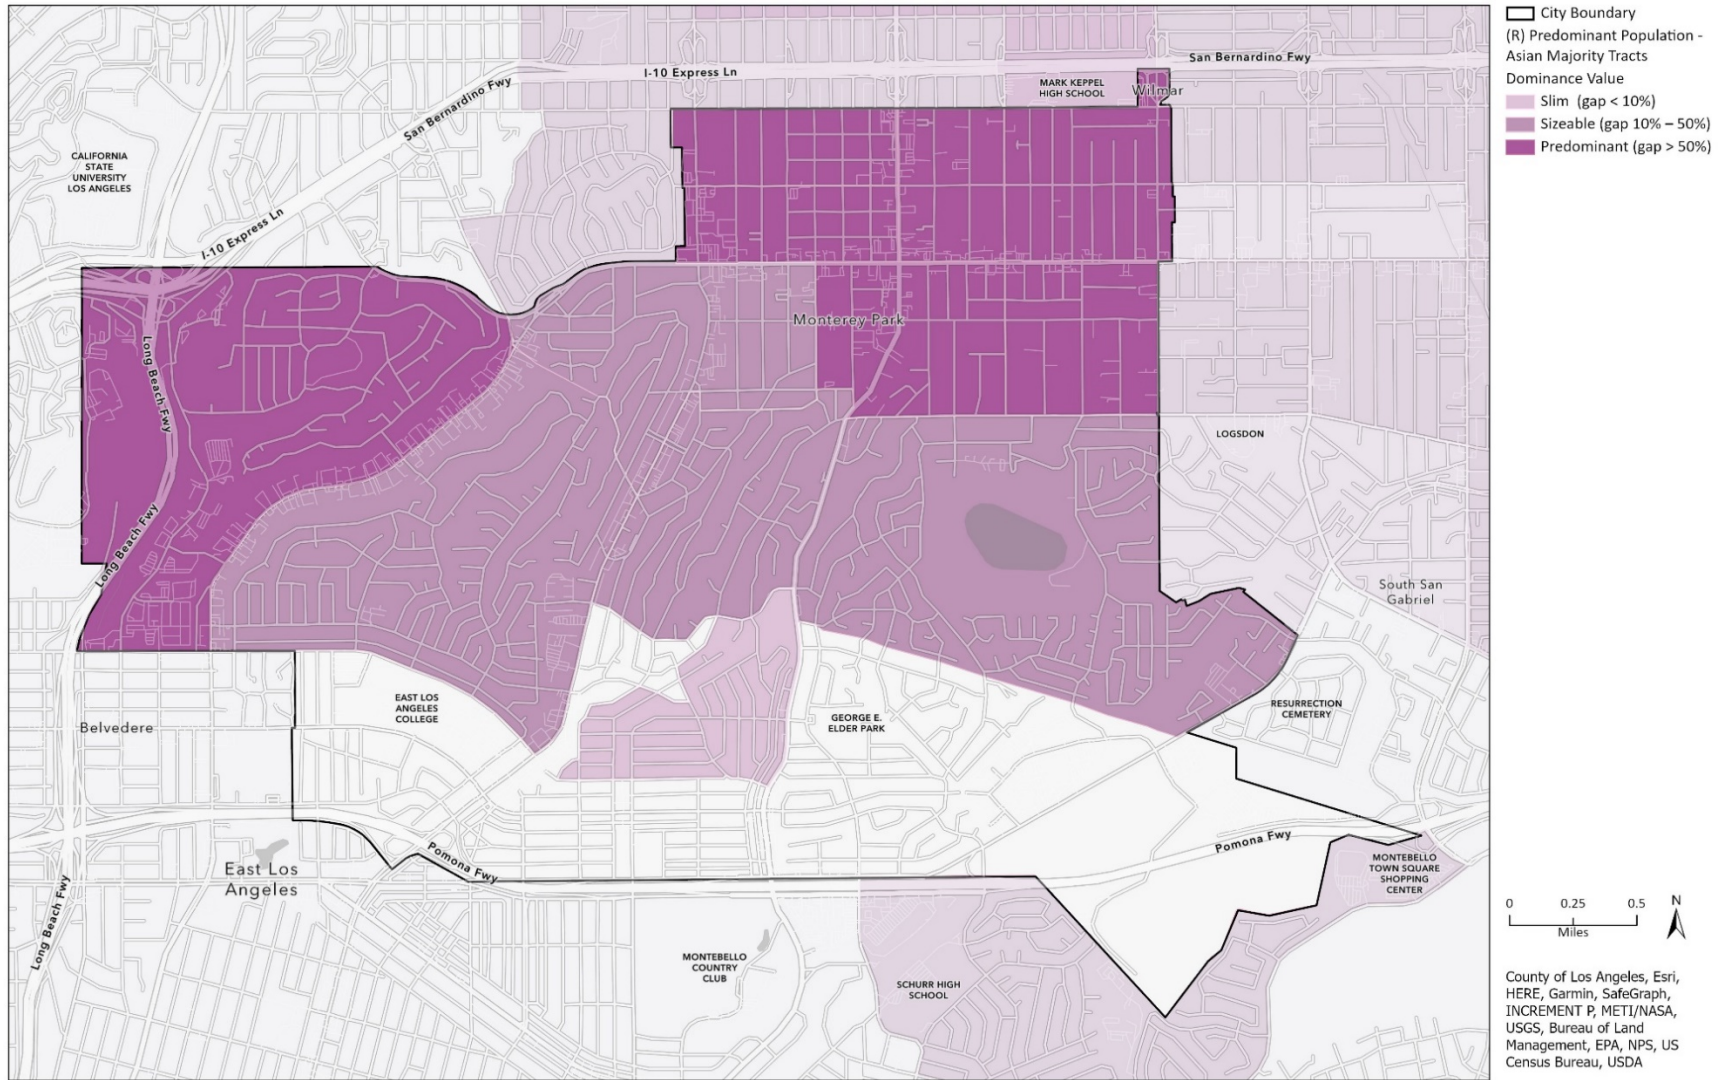 City Boundary
(R) Predominant Population -
Asian Majority Tracts
Dominance Value
Slim (gap < 10%)
Sizeable (gap 10% – 50%)
Predominant (gap > 50%)
San Bernardino Fwy
I-10 Express Ln
MARK KEPPEL
HIGH SCHOOL
Wilmar
San Bernardino Fwy
CALIFORNIA
STATE
UNIVERSITY
LOS ANGELES
I-10 Express Ln
Monterey Park
Long Beach Fwy
LOGSDON
Long Beach Fwy
South San
Gabriel
EAST LOS
ANGELES
COLLEGE
GEORGE E.
ELDER PARK
RESURRECTION
CEMETERY
Belvedere
Pomona Fwy
Pomona Fwy
East Los
Angeles
MONTEBELLO
TOWN SQUARE
SHOPPING
CENTER
Long Beach Fwy
MONTEBELLO
COUNTRY
CLUB
SCHURR HIGH
SCHOOL
0 0.25 0.5
Miles
N
County of Los Angeles, Esri,
HERE, Garmin, SafeGraph,
INCREMENT P, METI/NASA,
USGS, Bureau of Land
Management, EPA, NPS, US
Census Bureau, USDA